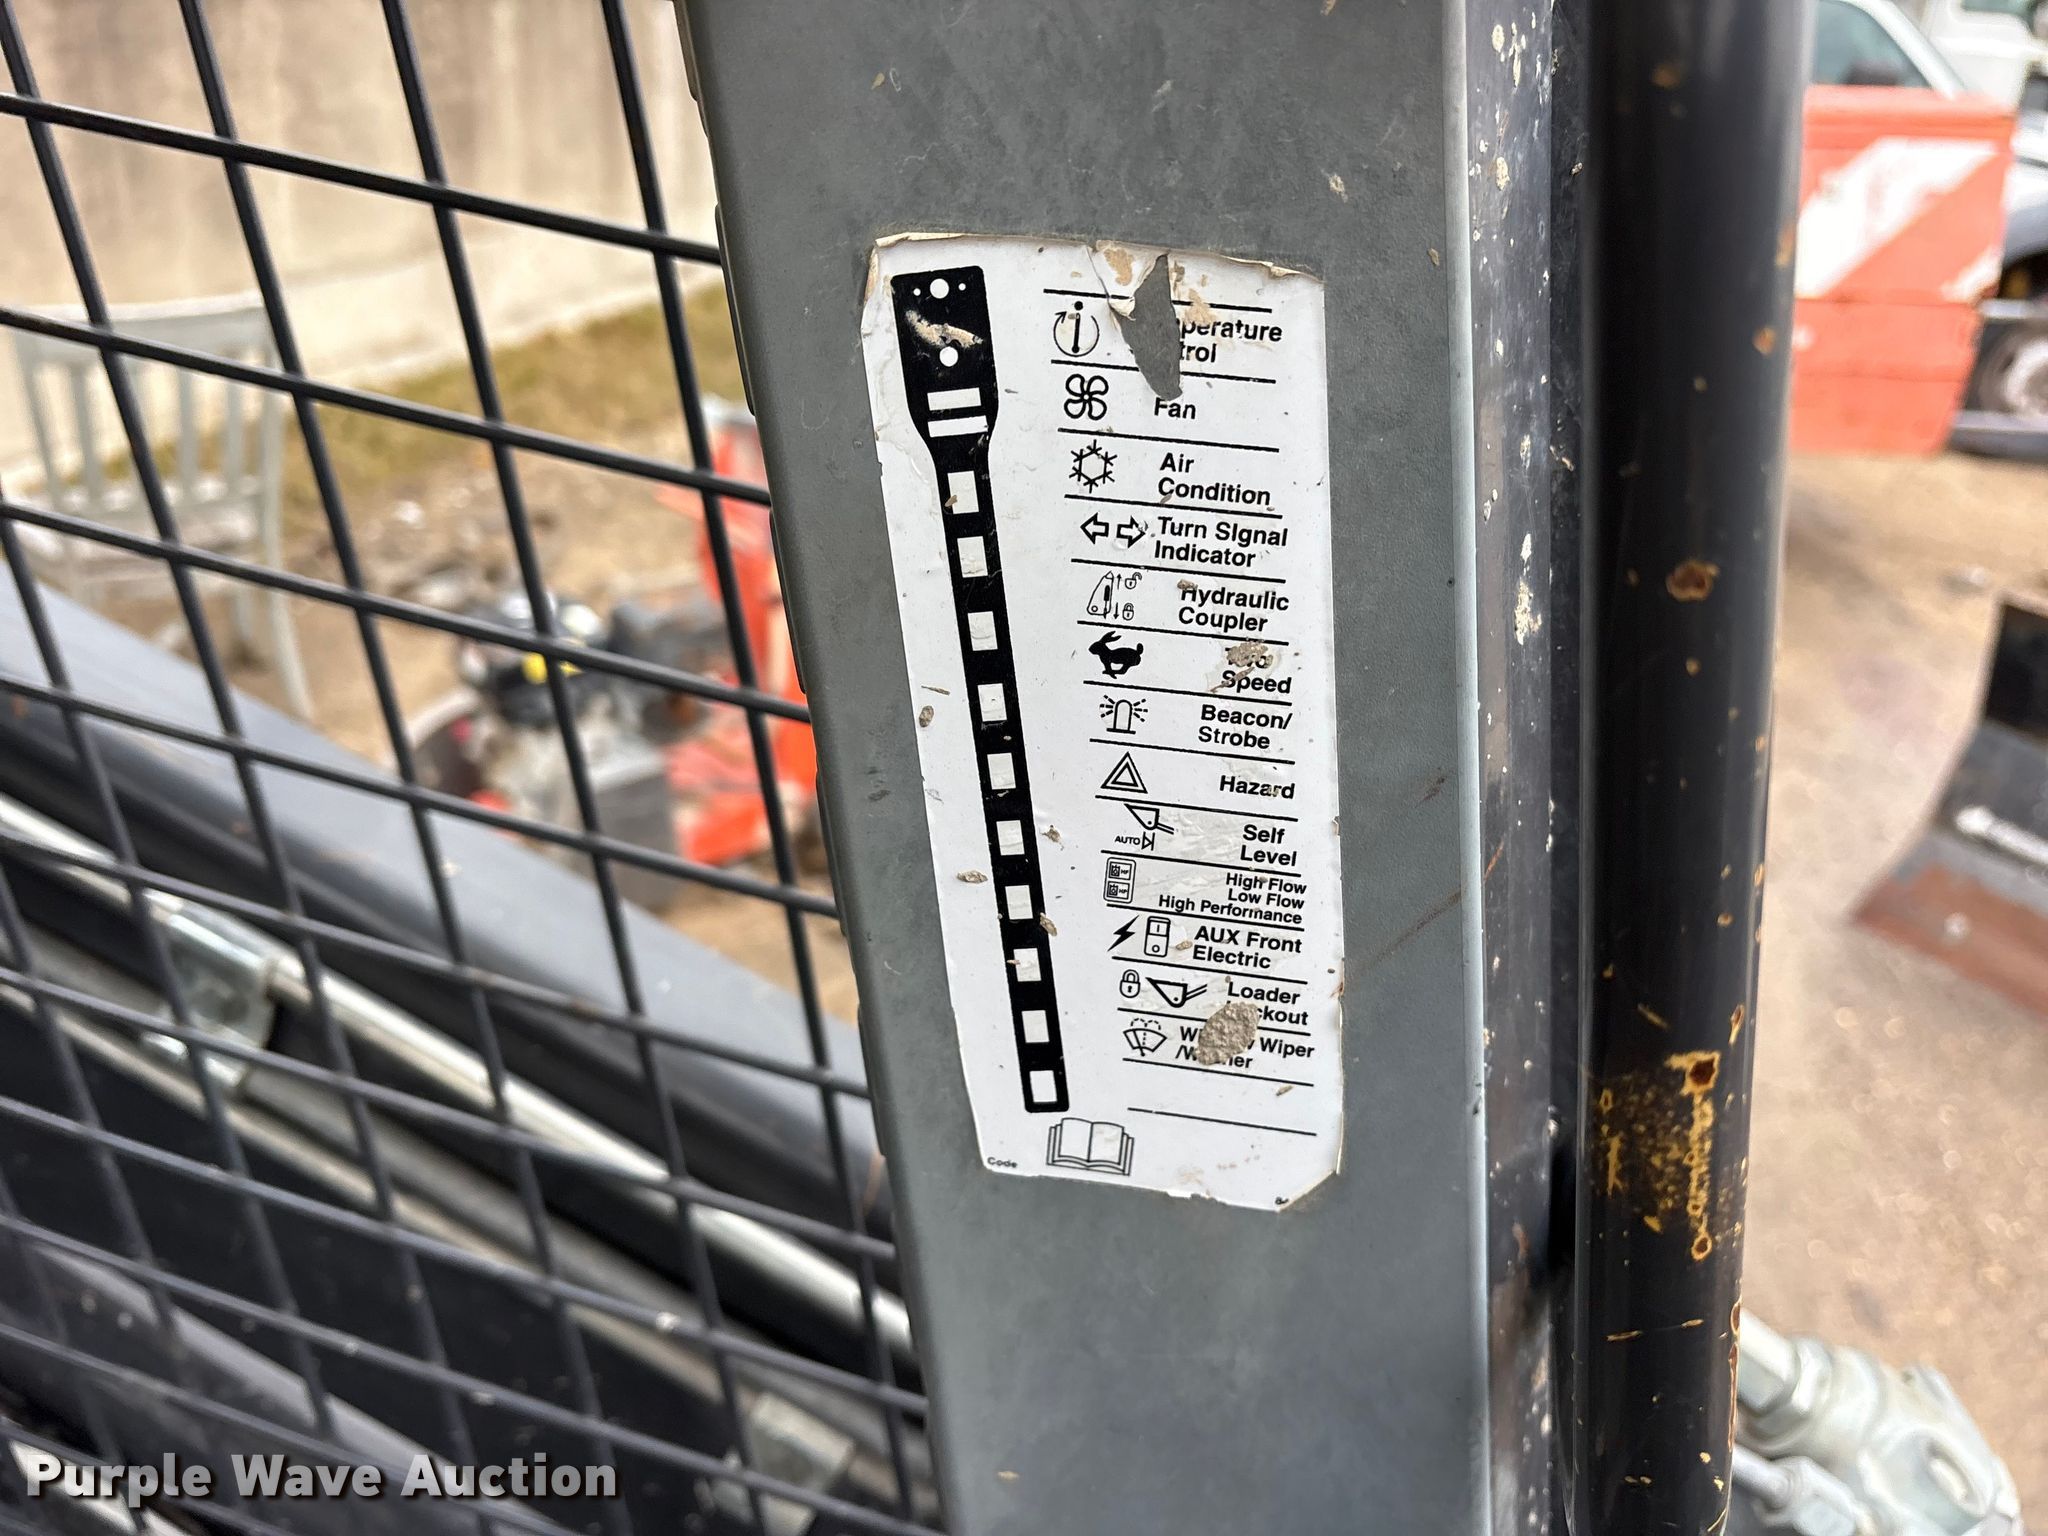 perature
trol
Fan
Air
Condition
Turn SIgnal
Indicator
Hydraulic
Coupler
Speed
Beacon/
Strobe
Hazard
AUTO
Self
Level
High Flow
Low Flow
High Performance
AUX Front
Electric
Loader
ckout
Wiper
Code
Purple Wave Auction